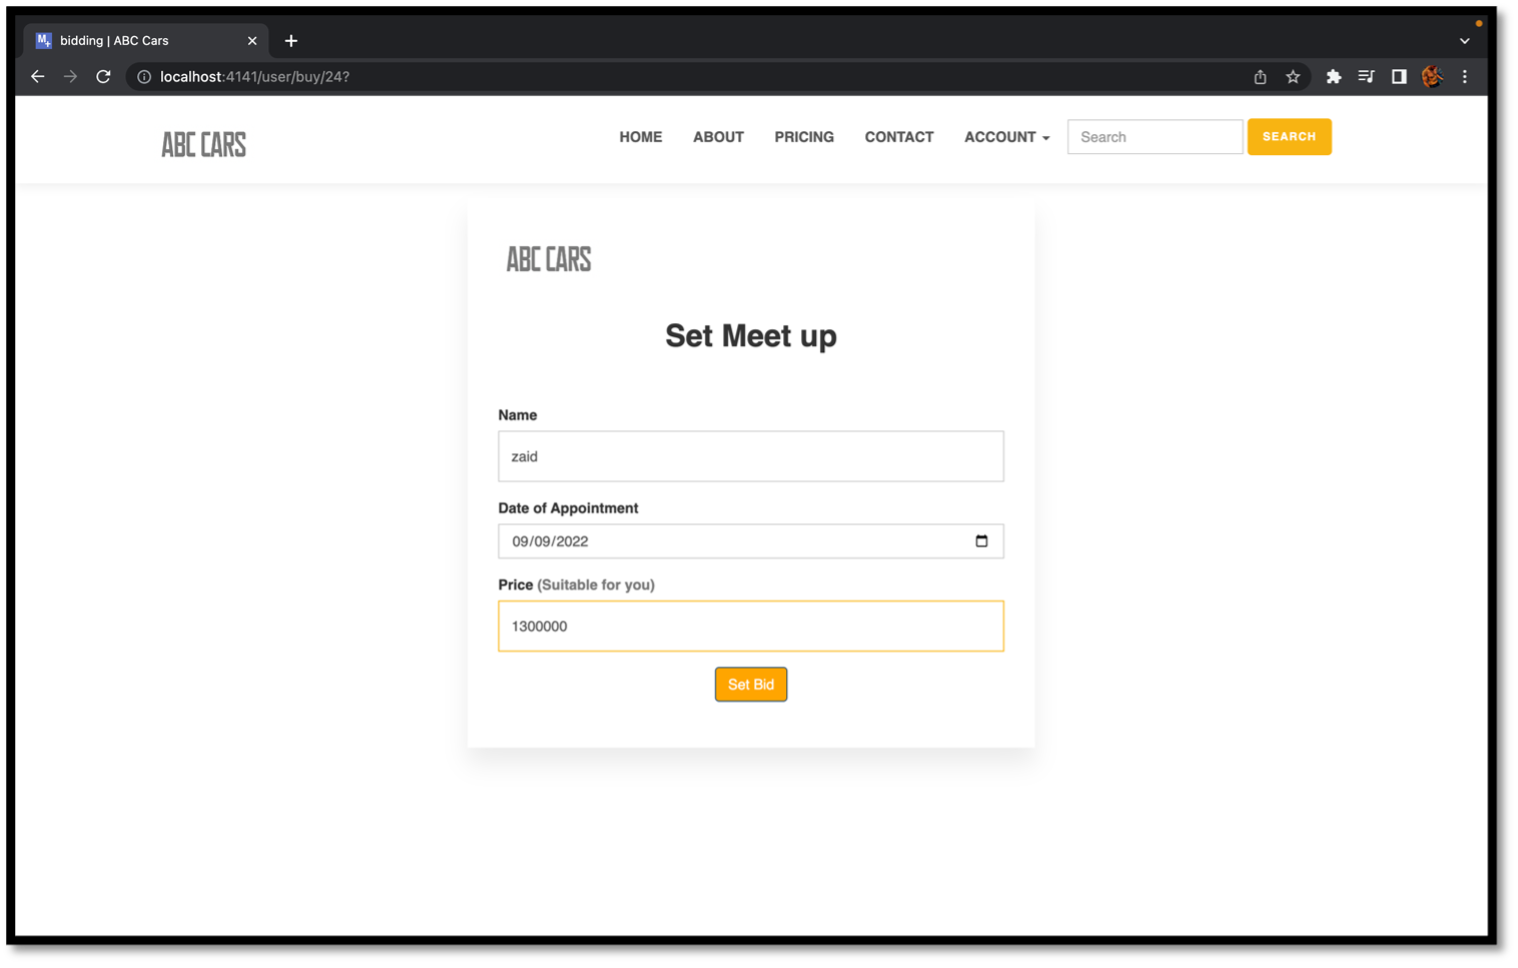 bidding | ABC Cars
localhost:4141/user/buy/24?
ABC CARS
HOME ABOUT PRICING CONTACT ACCOUNT Search SEARCH
ABC CARS
Set Meet up
Name
zaid
Date of Appointment
09/09/2022
Price (Suitable for you)
1300000
Set Bid